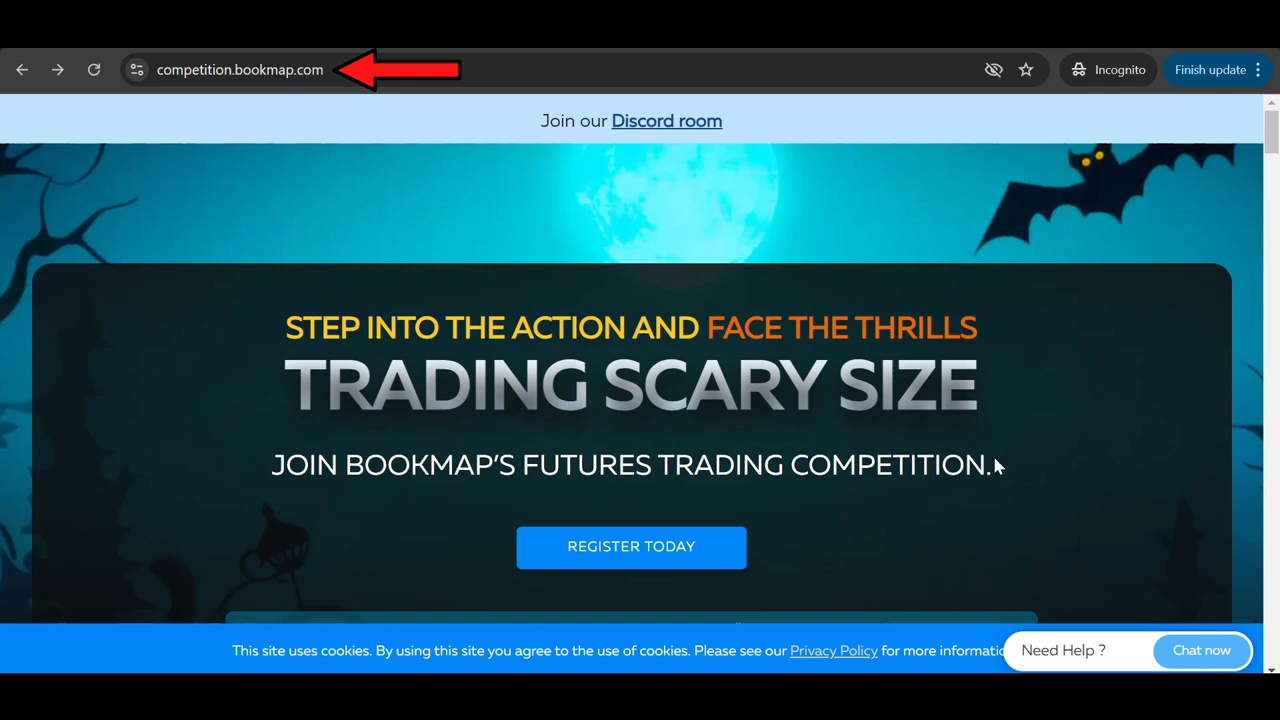 competition.bookmap.com
Incognito
Finish update
Join our Discord room
STEP INTO THE ACTION AND FACE THE THRILLS
TRADING SCARY SIZE
JOIN BOOKMAP'S FUTURES TRADING COMPETITION.
REGISTER TODAY
This site uses cookies. By using this site you agree to the use of cookies. Please see our Privacy Policy for more informatio
Need Help ?
Chat now